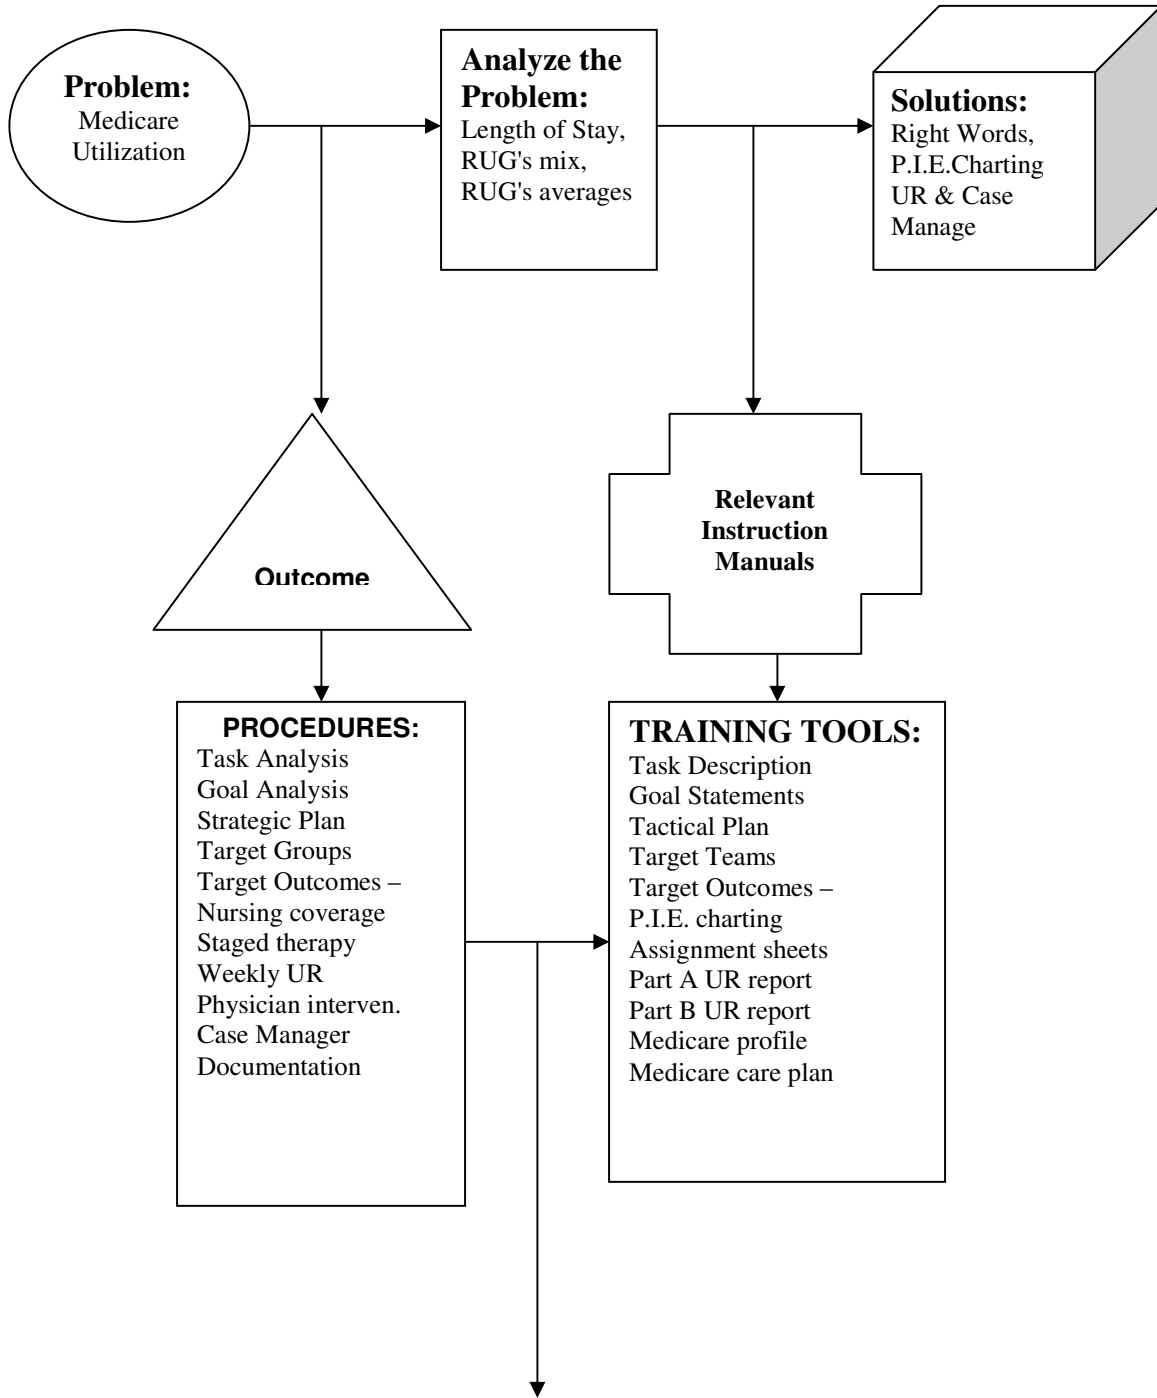 Problem:
Medicare
Utilization
Analyze the
Problem:
Length of Stay,
RUG's mix,
RUG's averages
Solutions:
Right Words,
P.I.E.Charting
UR & Case
Manage
Outcome
Relevant
Instruction
Manuals
PROCEDURES:
Task Analysis
Goal Analysis
Strategic Plan
Target Groups
Target Outcomes –
Nursing coverage
Staged therapy
Weekly UR
Physician interven.
Case Manager
Documentation
TRAINING TOOLS:
Task Description
Goal Statements
Tactical Plan
Target Teams
Target Outcomes –
P.I.E. charting
Assignment sheets
Part A UR report
Part B UR report
Medicare profile
Medicare care plan